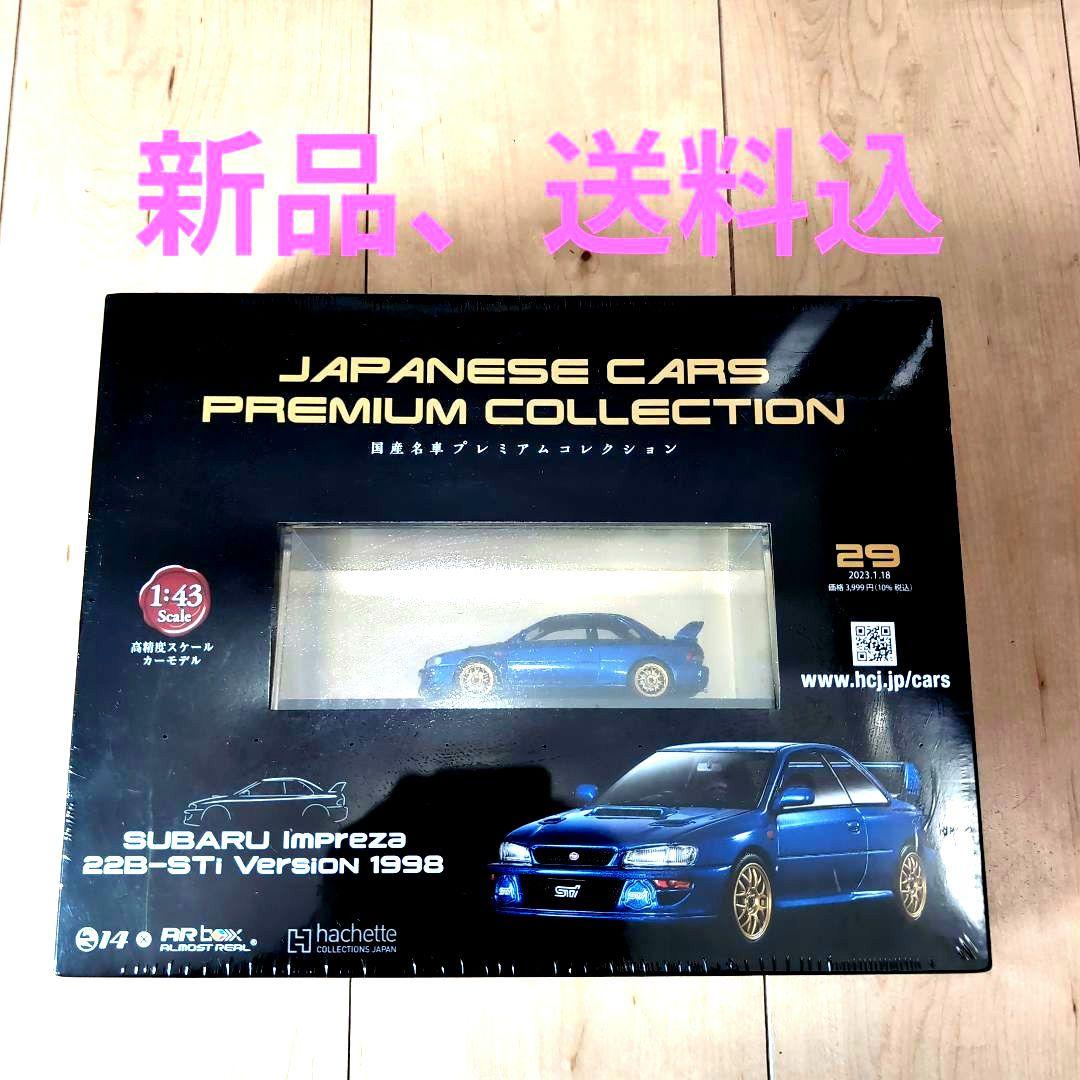 新品、送料込
JAPANESE CARS
PREMIUM COLLECTION
国産名車プレミアムコレクション
29
2023.1.18
価格 3,999円(10%税込)
1:43
Scale
高精度スケール
カーモデル
www.hcj.jp/cars
SUBARU Impreza
22B-STi Version 1998
STi
14 × ARbox ALMOST REAL® hachette COLLECTIONS JAPAN